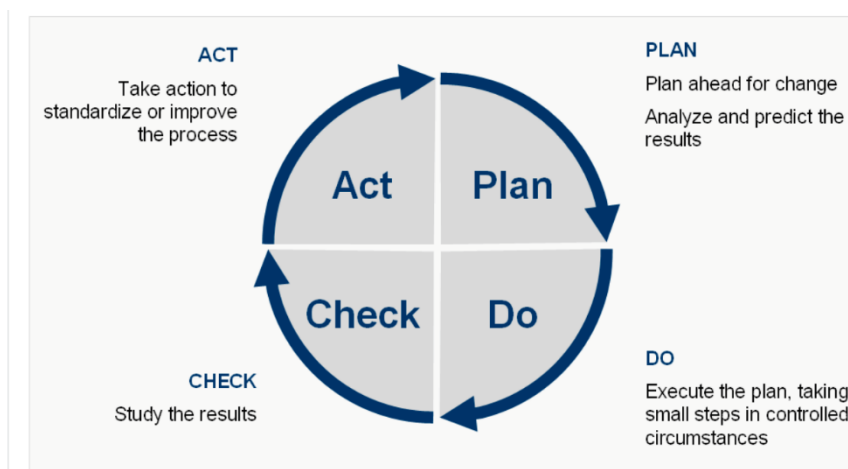 ACT
Take action to
standardize or improve
the process
PLAN
Plan ahead for change
Analyze and predict the
results
Act
Plan
Check
Do
CHECK
Study the results
DO
Execute the plan, taking
small steps in controlled
circumstances